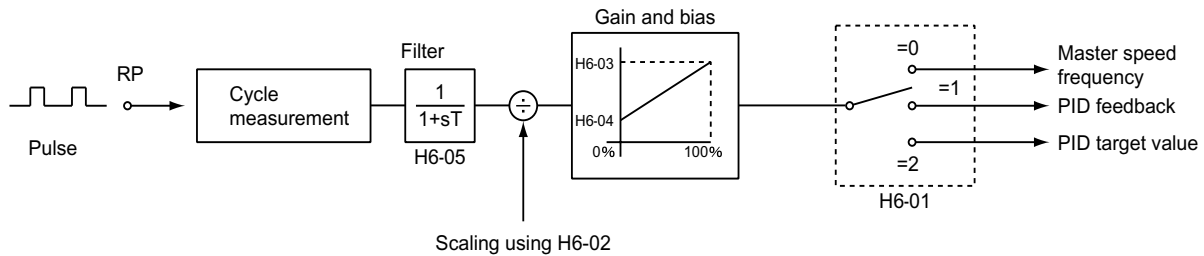 Gain and bias
Filter
RP
Pulse
Cycle
measurement
1
1+sT
H6-05
÷
Scaling using H6-02
H6-03
H6-04
0%
100%
=0
=1
=2
H6-01
Master speed
frequency
PID feedback
PID target value